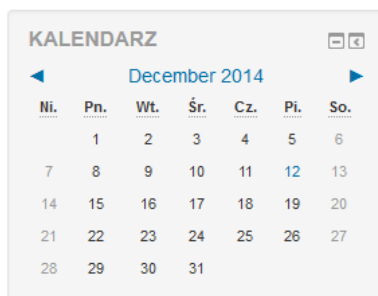 KALENDARZ
◄ December 2014 ►
Ni. Pn. Wt. Śr. Cz. Pi. So.
1 2 3 4 5 6
7 8 9 10 11 12 13
14 15 16 17 18 19 20
21 22 23 24 25 26 27
28 29 30 31